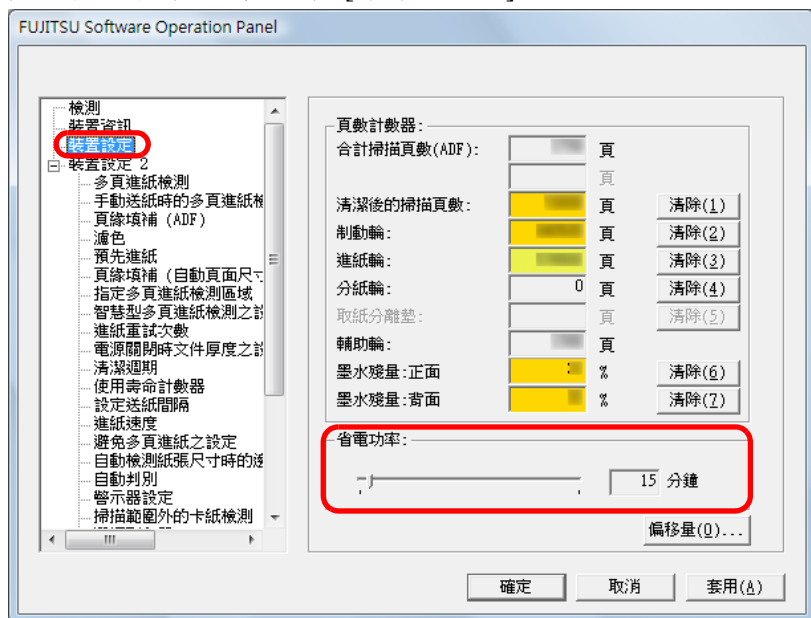 FUJITSU Software Operation Panel
檢測
裝置資訊
裝置設定
裝置設定 2
多頁進紙檢測
手動送紙時的多頁進紙檢
頁緣填補 (ADF)
濾色
預先進紙
頁緣填補 (自動頁面尺寸
指定多頁進紙檢測區域
智慧型多頁進紙檢測之設
進紙重試次數
電源關閉時文件厚度之設
清潔週期
使用壽命計數器
設定送紙間隔
進紙速度
避免多頁進紙之設定
自動檢測紙張尺寸時的
自動判別
警示器設定
掃描範圍外的卡紙檢測
頁數計數器:
合計掃描頁數(ADF): 頁
頁
清潔後的掃描頁數: 頁 清除(1)
制動輪: 頁 清除(2)
進紙輪: 頁 清除(3)
分紙輪: 0 頁 清除(4)
取紙分離墊: 頁 清除(5)
輔助輪: 頁
墨水殘量:正面 % 清除(6)
墨水殘量:背面 % 清除(7)
省電功率:
15 分鐘
偏移量(O)...
確定 取消 套用(A)